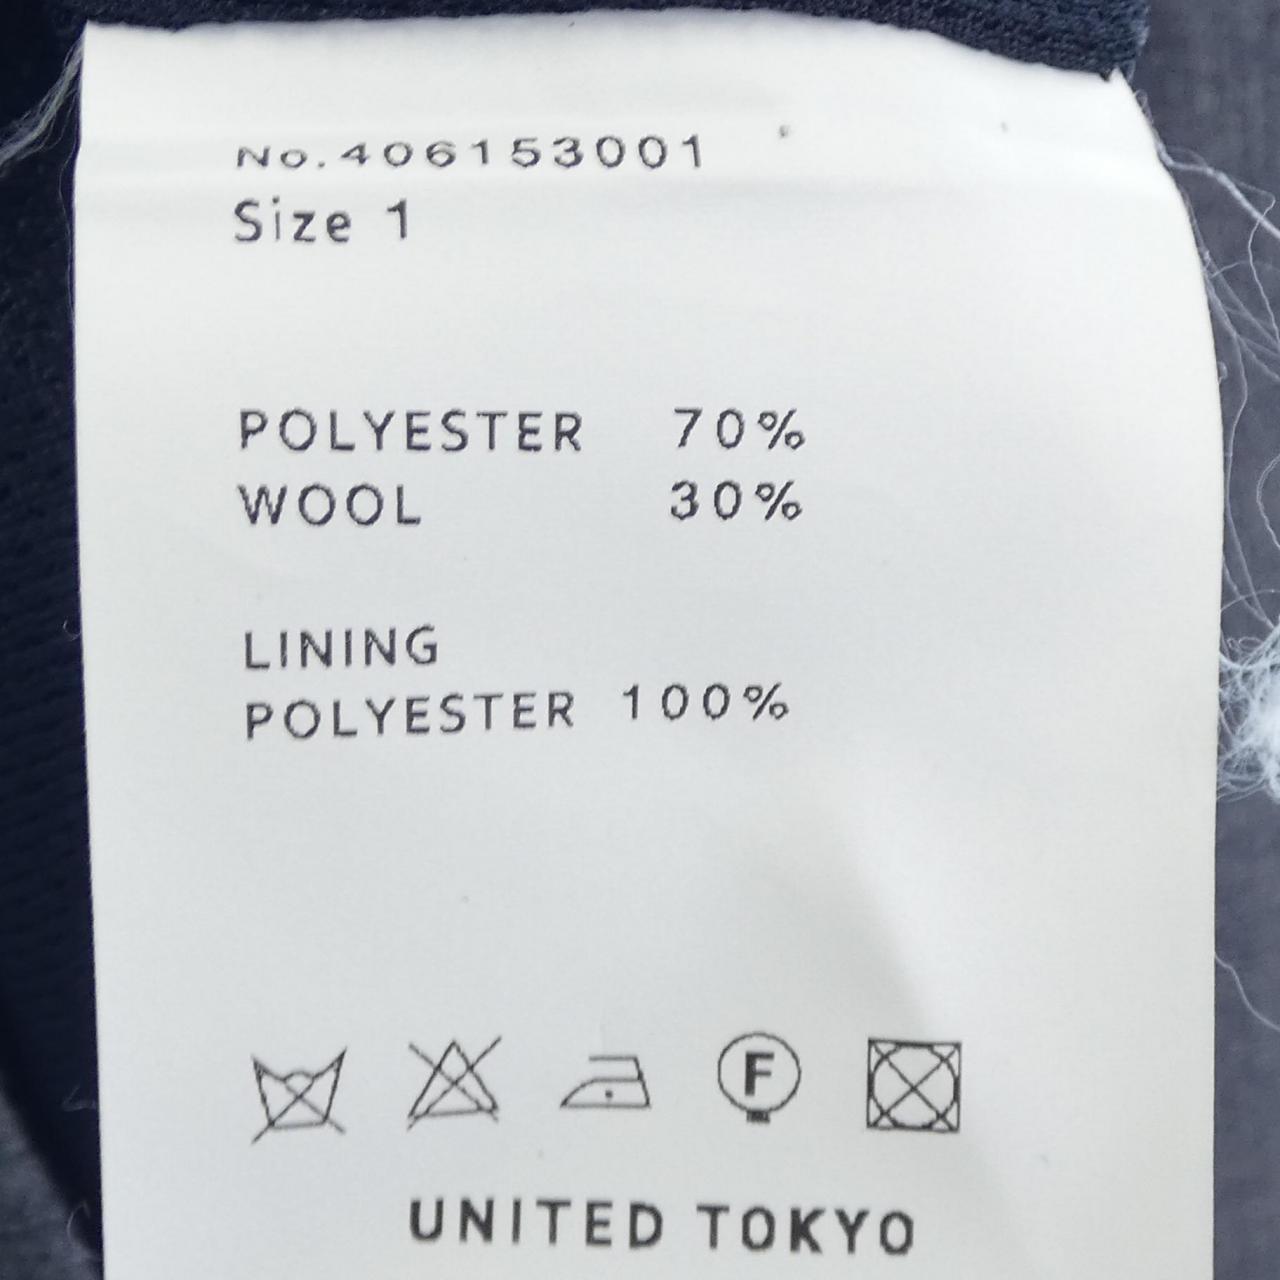 No.406153001
Size 1
POLYESTER 70%
WOOL 30%
LINING
POLYESTER 100%
F
UNITED TOKYO